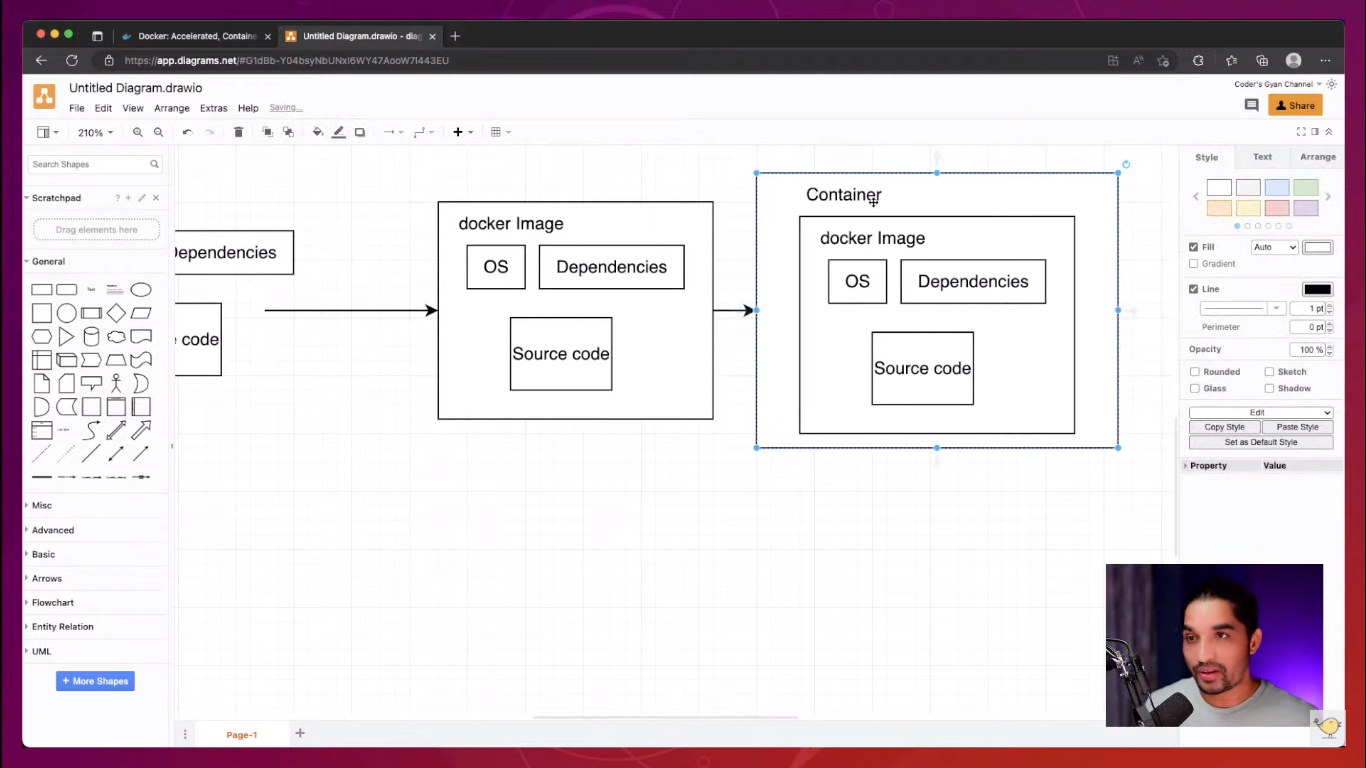 Docker: Accelerated, Containe
Untitled Diagram.drawio - diag
https://app.diagrams.net/#G1dBb-Y04bsyNbUNxI6WY47AooW7I443EU
Untitled Diagram.drawio
Coder's Gyan Channel
File Edit View Arrange Extras Help Saving...
Share
210%
Search Shapes
Scratchpad
Drag elements here
General
Text
Misc
Advanced
Basic
Arrows
Flowchart
Entity Relation
UML
+ More Shapes
Dependencies
e code
docker Image
OS
Dependencies
Source code
Container
docker Image
OS
Dependencies
Source code
Style Text Arrange
Fill Auto
Gradient
Line
1 pt
Perimeter 0 pt
Opacity 100 %
Rounded Sketch
Glass Shadow
Edit
Copy Style Paste Style
Set as Default Style
Property Value
Page-1